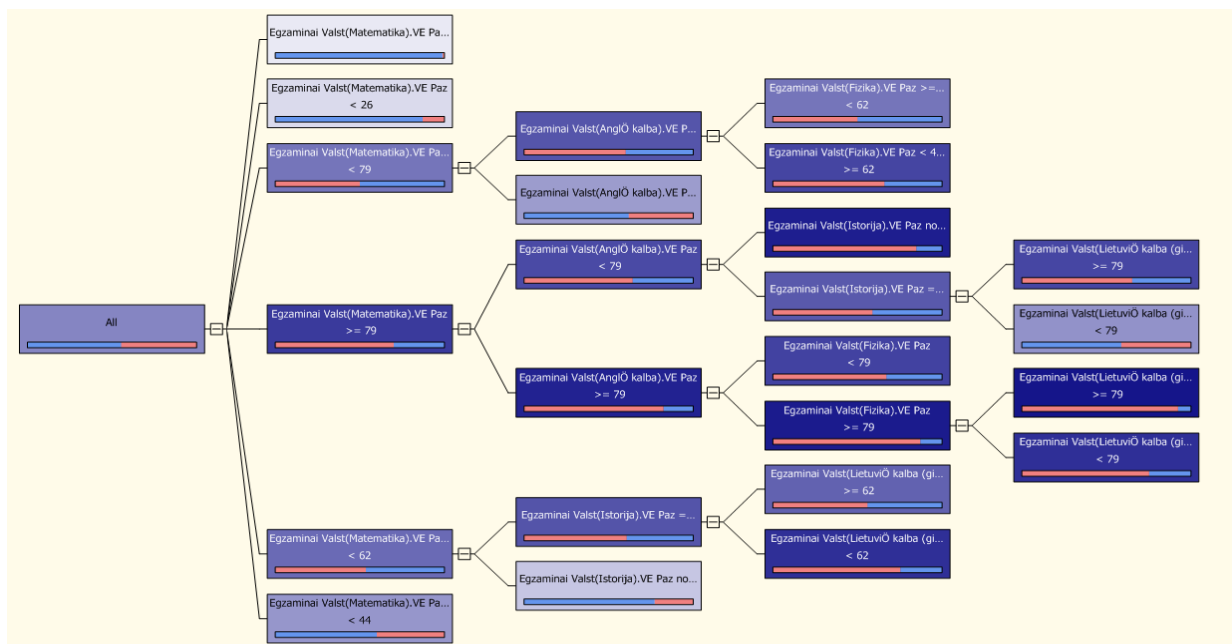 Egzaminai Valst(Matematika).VE Pa...
Egzaminai Valst(Matematika).VE Paz
< 26
Egzaminai Valst(Matematika).VE Pa...
< 79
Egzaminai Valst(AnglÖ kalba).VE P...
Egzaminai Valst(Fizika).VE Paz >=...
< 62
Egzaminai Valst(Fizika).VE Paz < 4...
>= 62
Egzaminai Valst(AnglÖ kalba).VE P...
All
Egzaminai Valst(Matematika).VE Paz
>= 79
Egzaminai Valst(AnglÖ kalba).VE Paz
< 79
Egzaminai Valst(Istorija).VE Paz no...
Egzaminai Valst(Istorija).VE Paz =...
Egzaminai Valst(LietuviÖ kalba (gi...
>= 79
Egzaminai Valst(LietuviÖ kalba (gi...
< 79
Egzaminai Valst(AnglÖ kalba).VE Paz
>= 79
Egzaminai Valst(Fizika).VE Paz
< 79
Egzaminai Valst(Fizika).VE Paz
>= 79
Egzaminai Valst(LietuviÖ kalba (gi...
>= 79
Egzaminai Valst(LietuviÖ kalba (gi...
< 79
Egzaminai Valst(Matematika).VE Pa...
< 62
Egzaminai Valst(Istorija).VE Paz =...
Egzaminai Valst(LietuviÖ kalba (gi...
>= 62
Egzaminai Valst(LietuviÖ kalba (gi...
< 62
Egzaminai Valst(Istorija).VE Paz no...
Egzaminai Valst(Matematika).VE Pa...
< 44